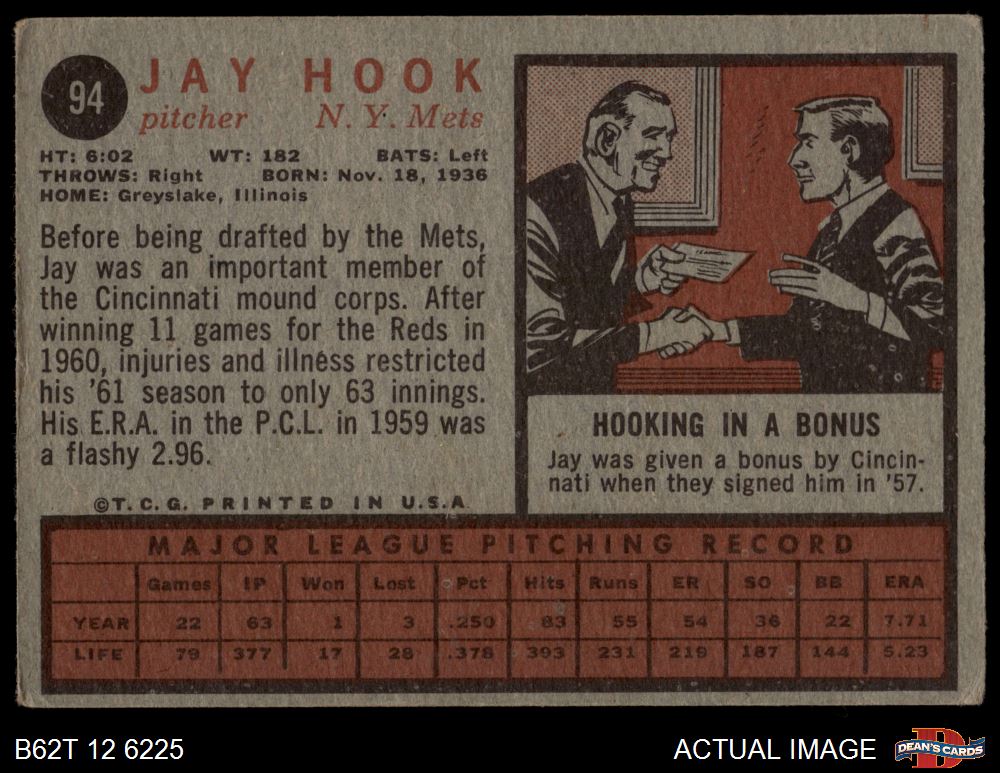 94
JAY HOOK
pitcher N. Y. Mets
HT: 6:02 WT: 182 BATS: Left
THROWS: Right BORN: Nov. 18, 1936
HOME: Greyslake, Illinois
Before being drafted by the Mets,
Jay was an important member of
the Cincinnati mound corps. After
winning 11 games for the Reds in
1960, injuries and illness restricted
his '61 season to only 63 innings.
His E.R.A. in the P.C.L. in 1959 was
a flashy 2.96.
©T.C.G. PRINTED IN U.S.A.
HOOKING IN A BONUS
Jay was given a bonus by Cincin-
nati when they signed him in '57.
MAJOR LEAGUE PITCHING RECORD
Games IP Won Lost Pct Hits Runs ER SO BB ERA
YEAR 22 63 1 3 .250 83 55 54 36 22 7.71
LIFE 79 377 17 28 .378 393 231 219 187 144 5.23
B62T 12 6225
ACTUAL IMAGE
DEAN'S CARDS